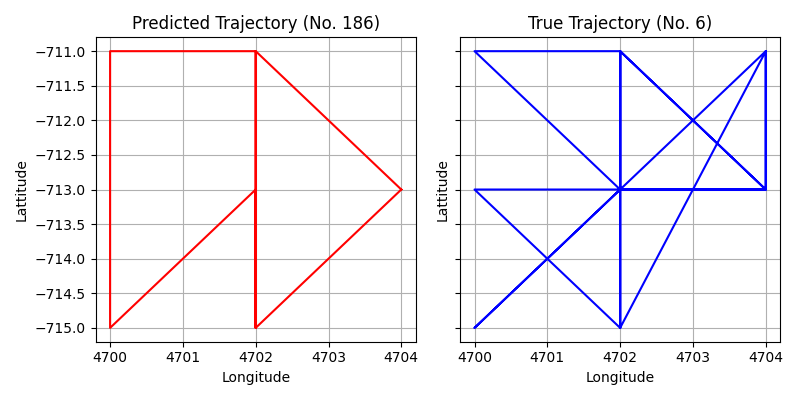 Predicted Trajectory (No. 186)
True Trajectory (No. 6)
−711.0
−711.5
−712.0
−712.5
−713.0
−713.5
−714.0
−714.5
−715.0
Lattitude
Lattitude
4700 4701 4702 4703 4704
4700 4701 4702 4703 4704
Longitude
Longitude